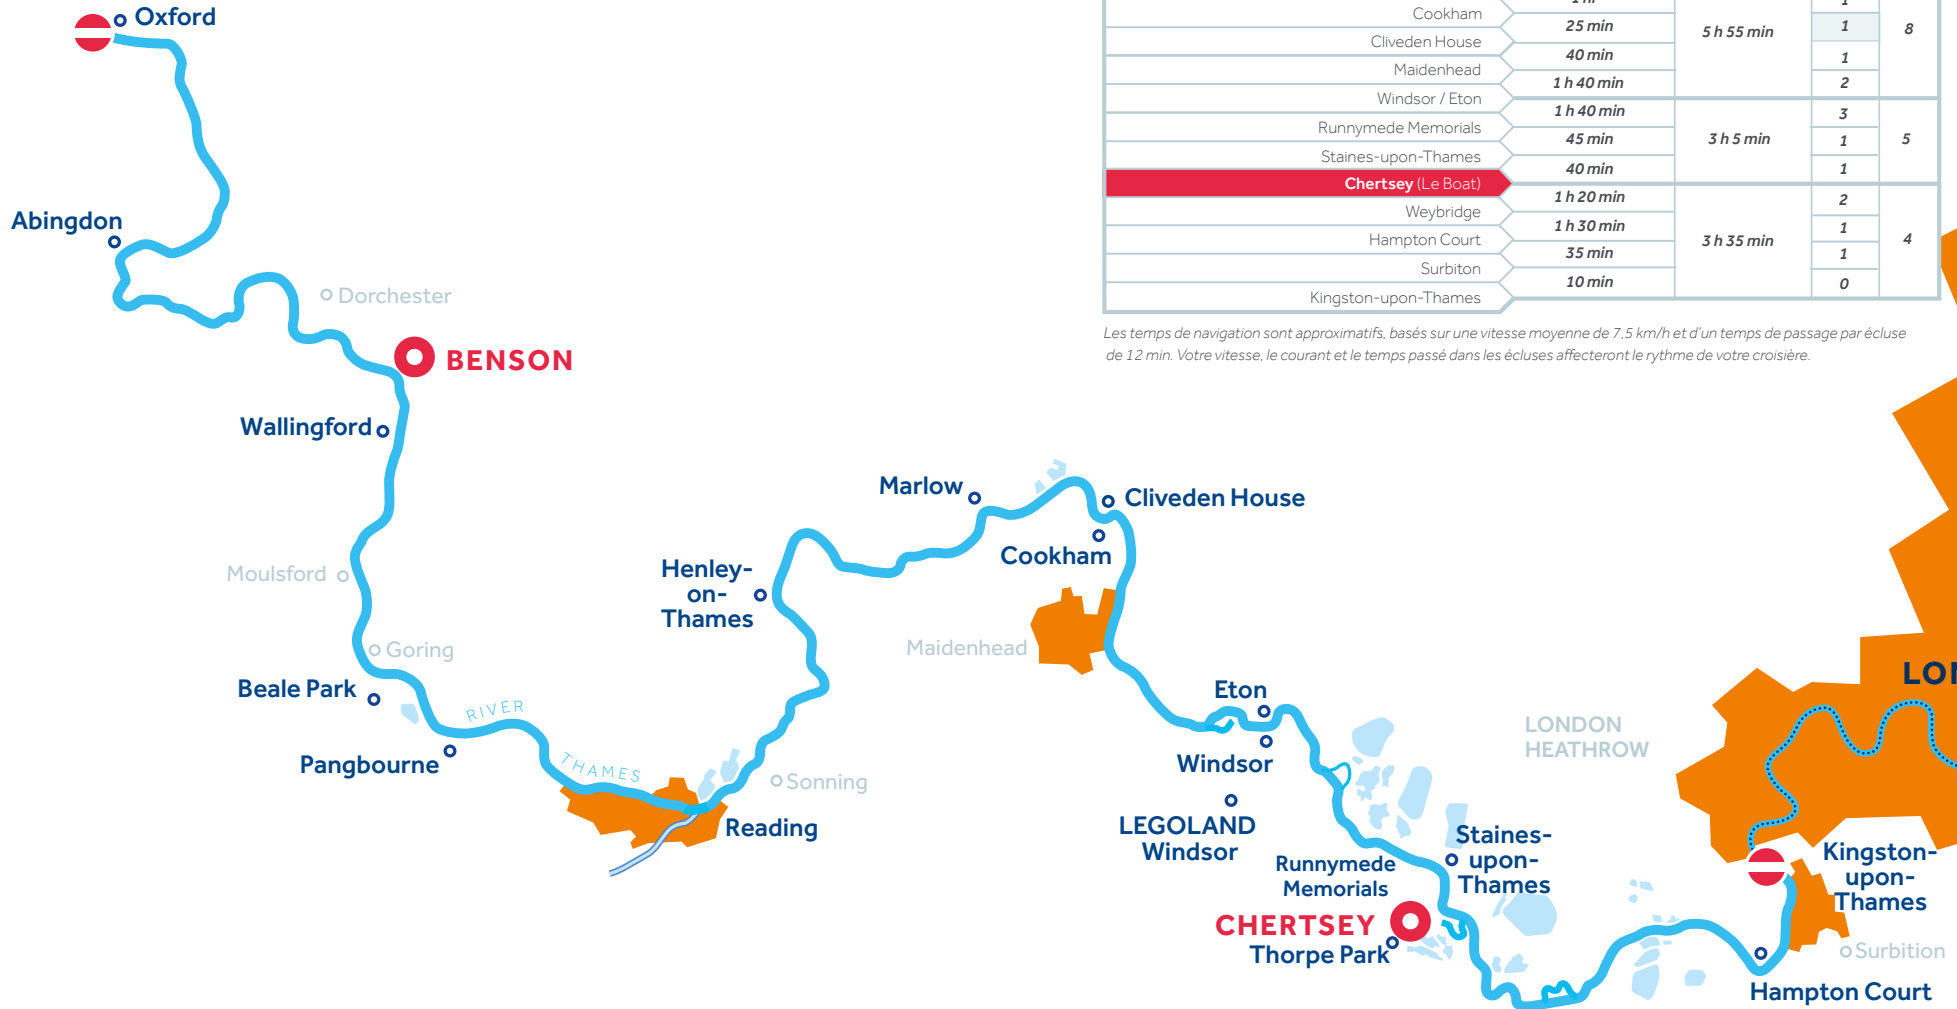 Oxford
Abingdon
Dorchester
BENSON
Wallingford
Moulsford
Goring
Beale Park
Pangbourne
RIVER
THAMES
Reading
Sonning
Henley-
on-
Thames
Marlow
Cliveden House
Cookham
Maidenhead
Eton
Windsor
LEGOLAND
Windsor
LONDON
HEATHROW
Runnymede
Memorials
Staines-
upon-
Thames
CHERTSEY
Thorpe Park
Kingston-
upon-
Thames
Surbition
Hampton Court
Cookham
Cliveden House
Maidenhead
Windsor / Eton
Runnymede Memorials
Staines-upon-Thames
Chertsey (Le Boat)
Weybridge
Hampton Court
Surbiton
Kingston-upon-Thames
25 min
40 min
1 h 40 min
1 h 40 min
45 min
40 min
1 h 20 min
1 h 30 min
35 min
10 min
5 h 55 min
3 h 5 min
3 h 35 min
1
1
2
3
1
1
2
1
1
0
8
5
4
Les temps de navigation sont approximatifs, basés sur une vitesse moyenne de 7,5 km/h et d'un temps de passage par écluse
de 12 min. Votre vitesse, le courant et le temps passé dans les écluses affecteront le rythme de votre croisière.